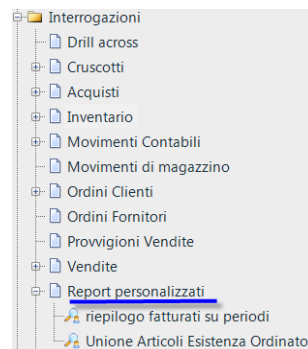 Interrogazioni
Drill across
Cruscotti
Acquisti
Inventario
Movimenti Contabili
Movimenti di magazzino
Ordini Clienti
Ordini Fornitori
Provvigioni Vendite
Vendite
Report personalizzati
riepilogo fatturati su periodi
Unione Articoli Esistenza Ordinato